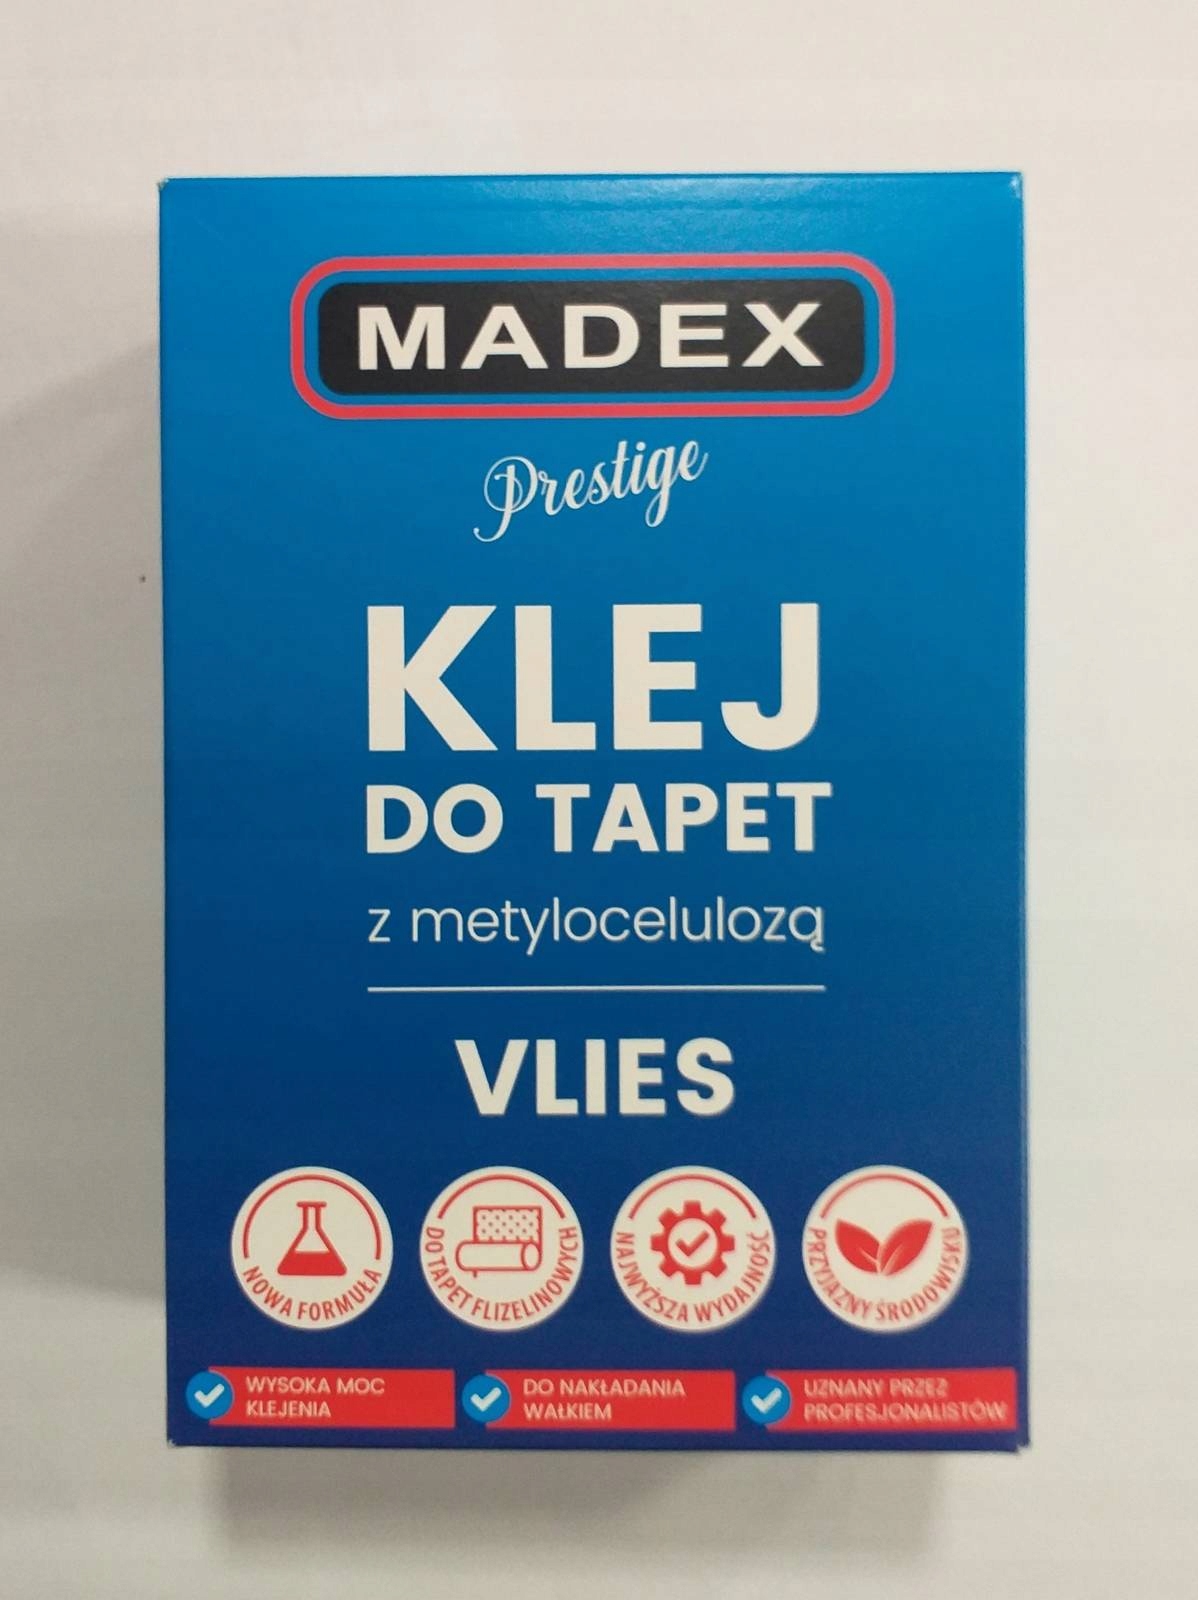 MADEX
Prestige
KLEJ
DO TAPET
z metylocelulozą
VLIES
NOWA FORMUŁA
DO TAPET FLIZELINOWYCH
NAJWYŻSZA WYDAJNOŚĆ
PRZYJAZNY ŚRODOWISKU
WYSOKA MOC
KLEJENIA
DO NAKŁADANIA
WAŁKIEM
UZNANY PRZEZ
PROFESJONALISTÓW